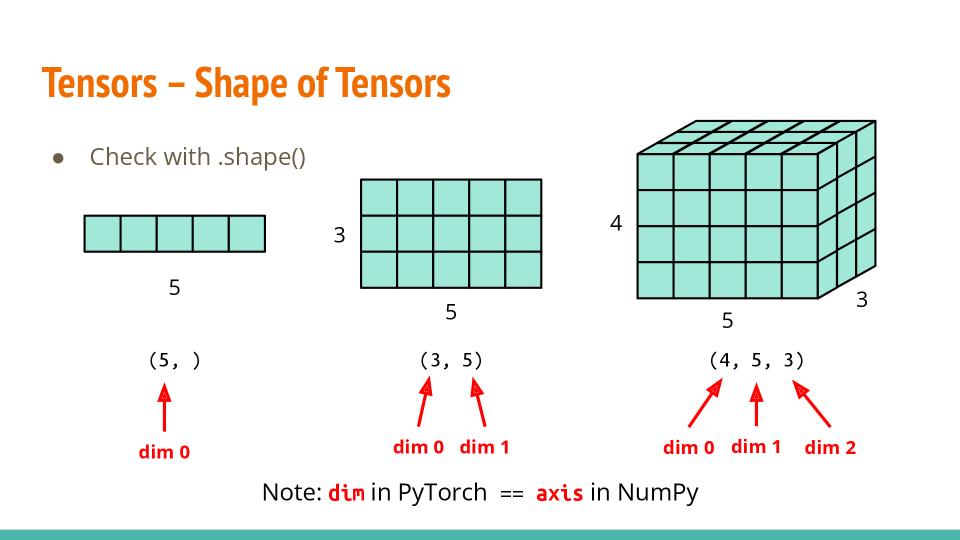 Tensors – Shape of Tensors
● Check with .shape()
5
(5, )
dim 0
3
5
(3, 5)
dim 0 dim 1
4
5
3
(4, 5, 3)
dim 0 dim 1 dim 2
Note: dim in PyTorch == axis in NumPy